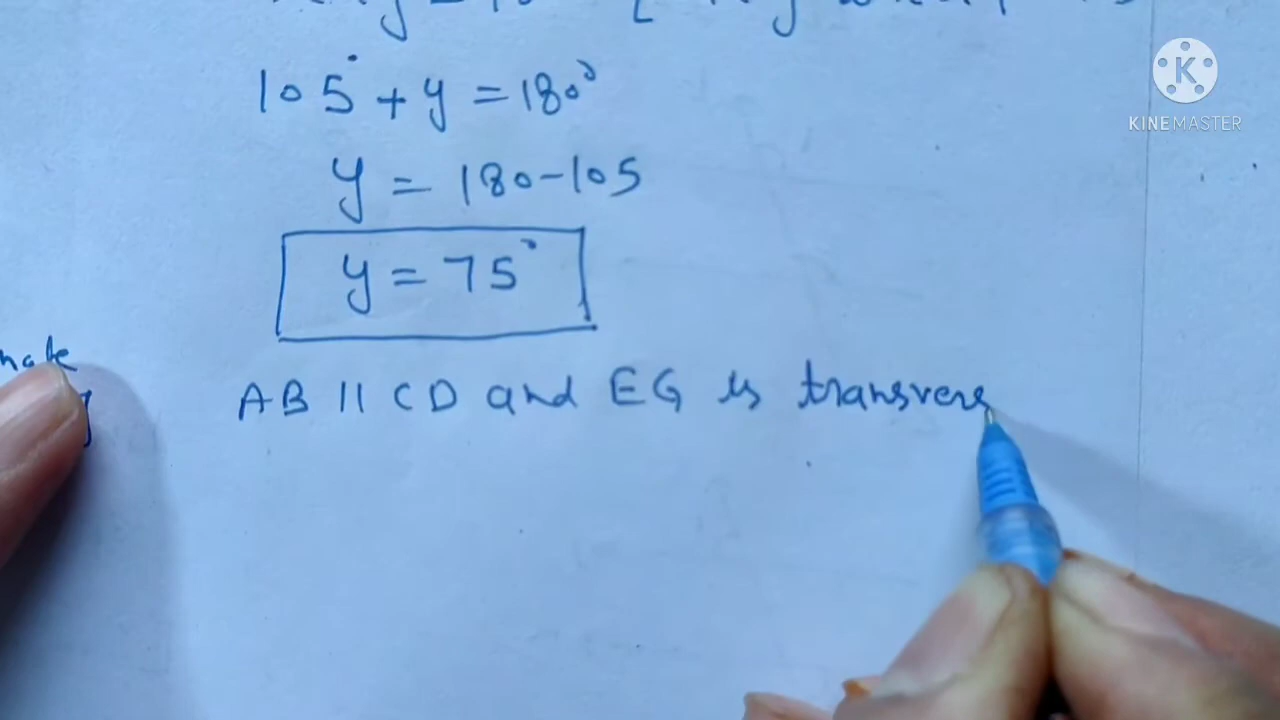 105° + y = 180°
KINEMASTER
y = 180-105
y = 75°
AB || CD and EG is transvers